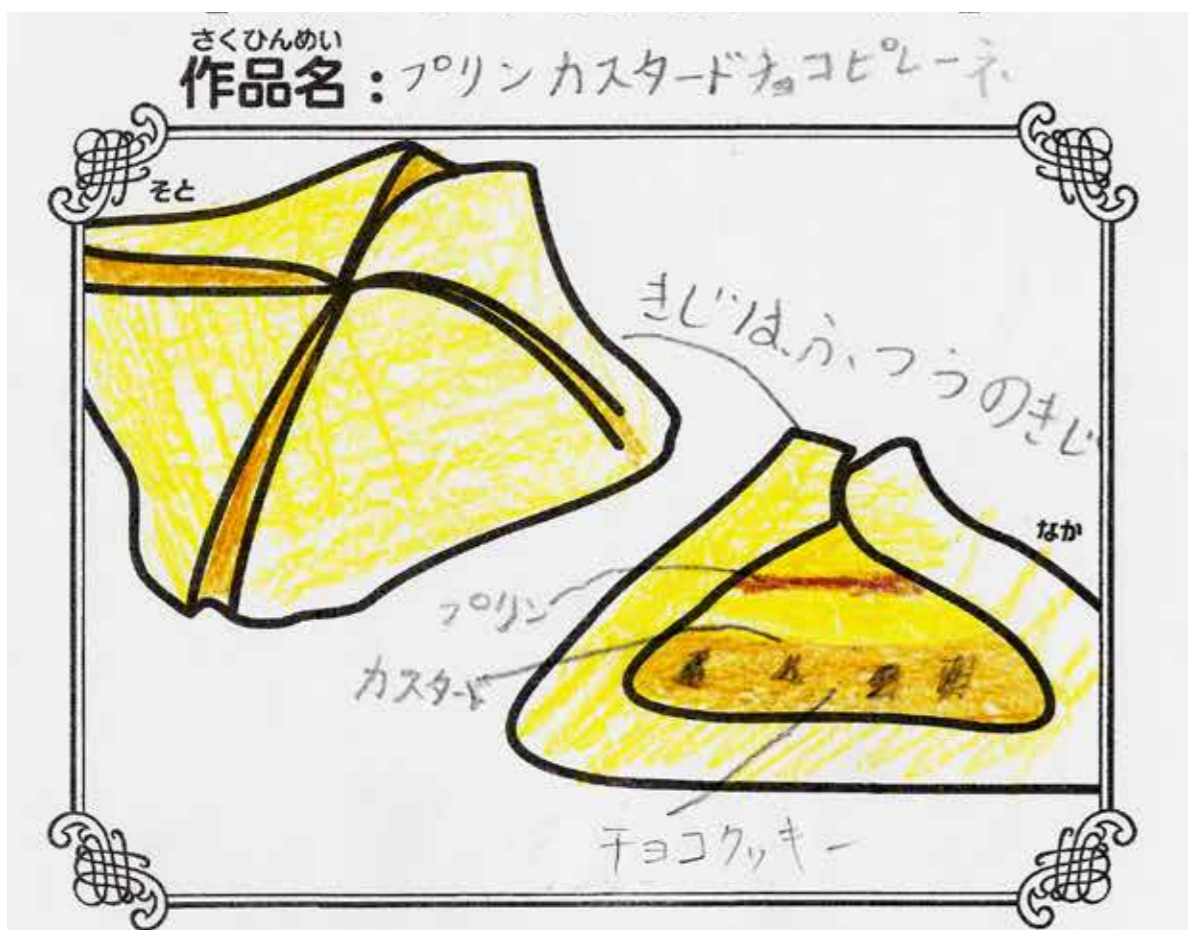 さくひんめい
作品名：プリンカスタードチョコピレーネ
そと
きじは、ふつうのきじ
なか
プリン
カスタード
チョコクッキー